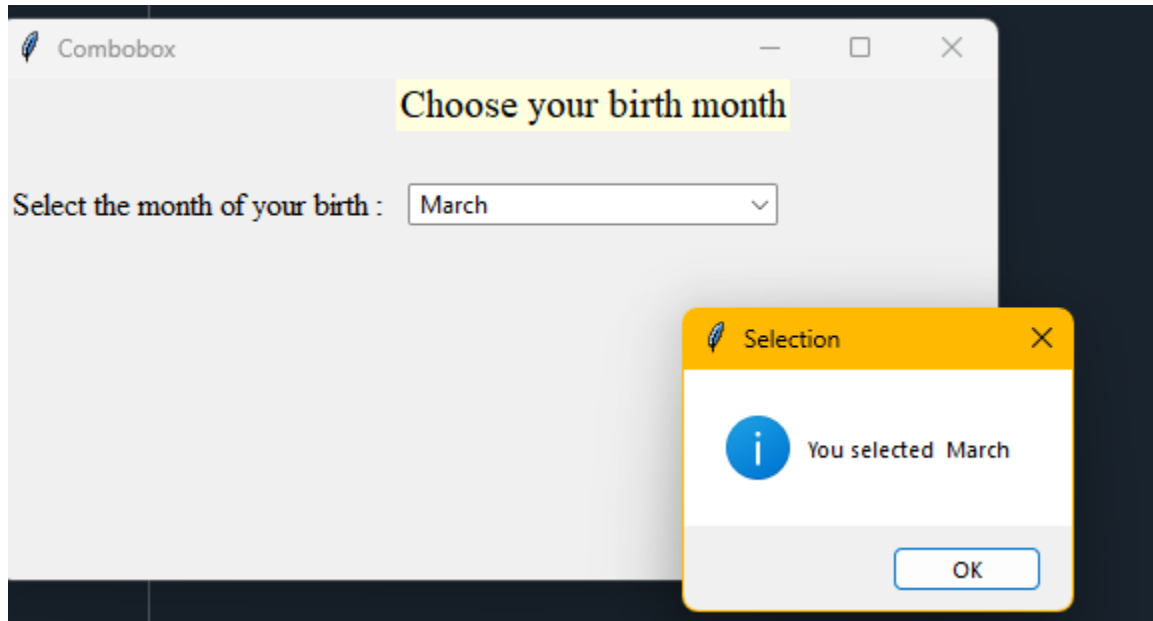 Combobox
Choose your birth month
Select the month of your birth : March
Selection
You selected  March
OK